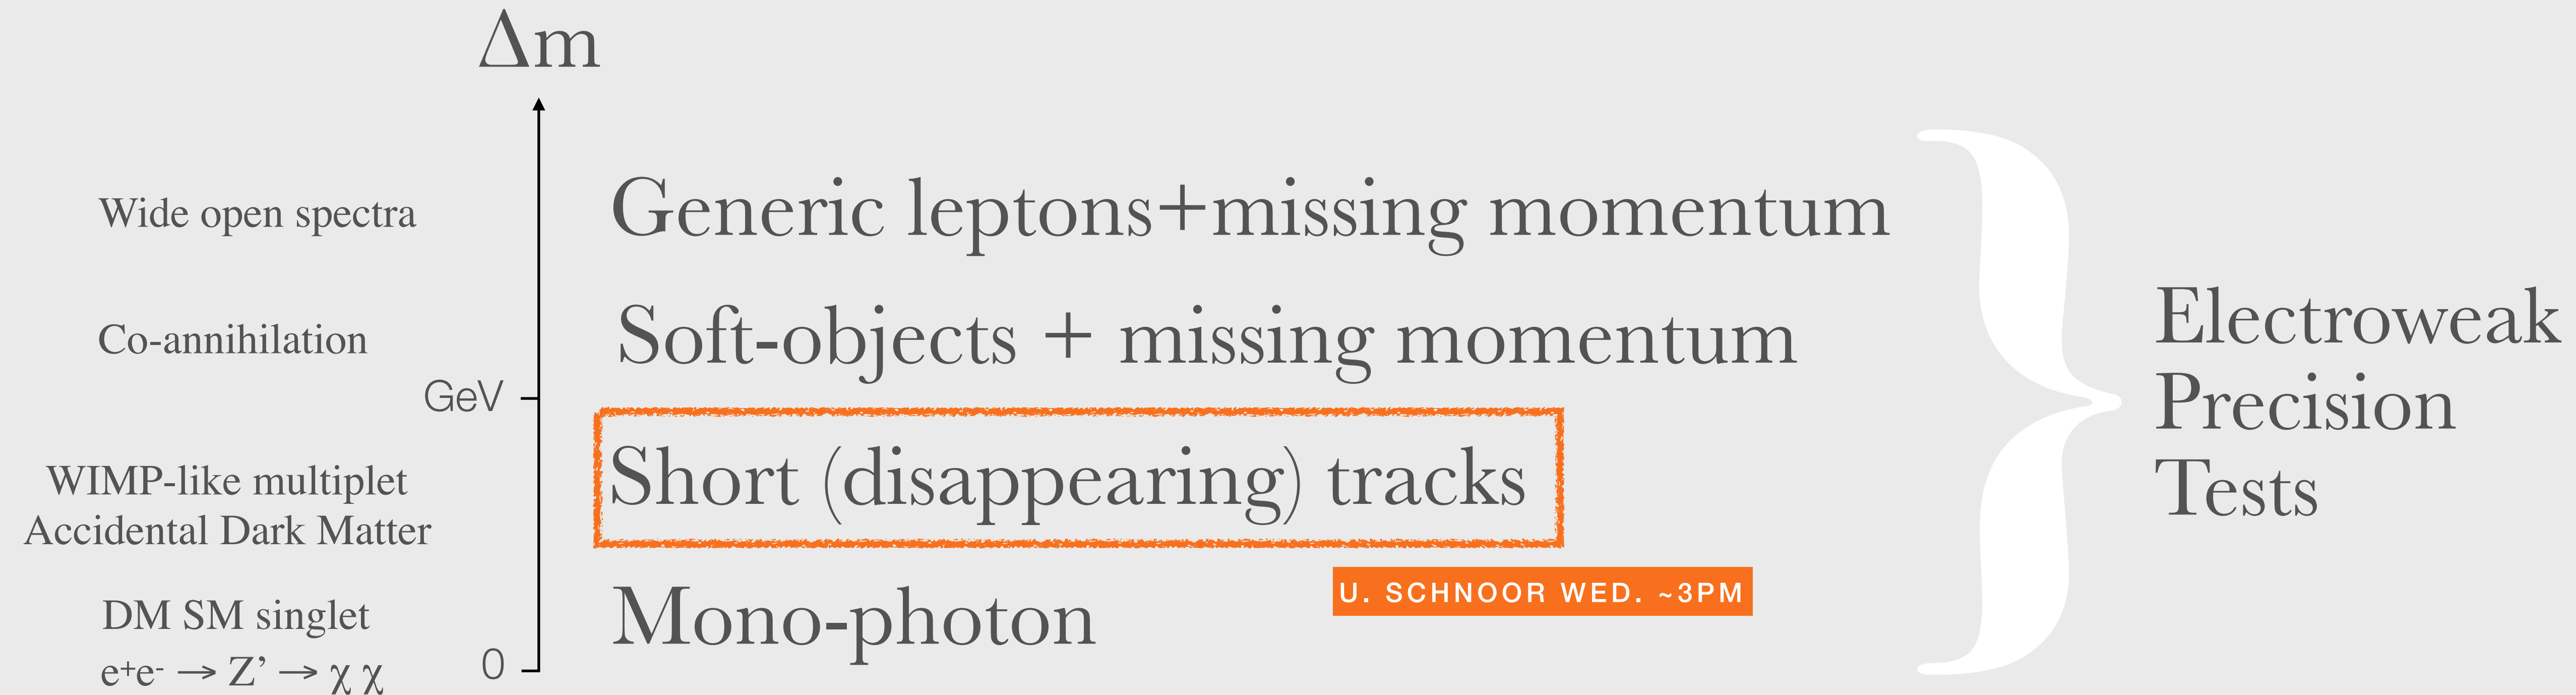 Δm
Wide open spectra
Generic leptons+missing momentum
Co-annihilation
Soft-objects + missing momentum
GeV
WIMP-like multiplet
Accidental Dark Matter
Short (disappearing) tracks
U. SCHNOOR WED. ~3PM
DM SM singlet
e⁺e⁻ → Z’ → χ χ
Mono-photon
0
Electroweak
Precision
Tests